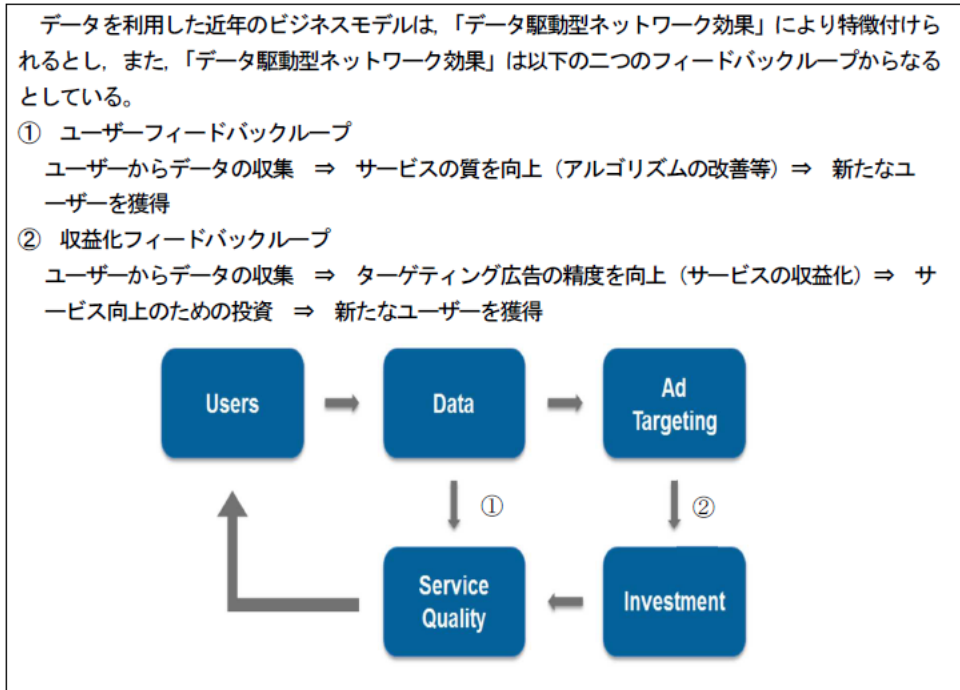 データを利用した近年のビジネスモデルは，「データ駆動型ネットワーク効果」により特徴付けら
れるとし，また，「データ駆動型ネットワーク効果」は以下の二つのフィードバックループからなる
としている。
① ユーザーフィードバックループ
ユーザーからデータの収集 ⇒ サービスの質を向上（アルゴリズムの改善等）⇒ 新たなユ
ーザーを獲得
② 収益化フィードバックループ
ユーザーからデータの収集 ⇒ ターゲティング広告の精度を向上（サービスの収益化）⇒ サ
ービス向上のための投資 ⇒ 新たなユーザーを獲得
Users
Data
Ad
Targeting
①
②
Service
Quality
Investment